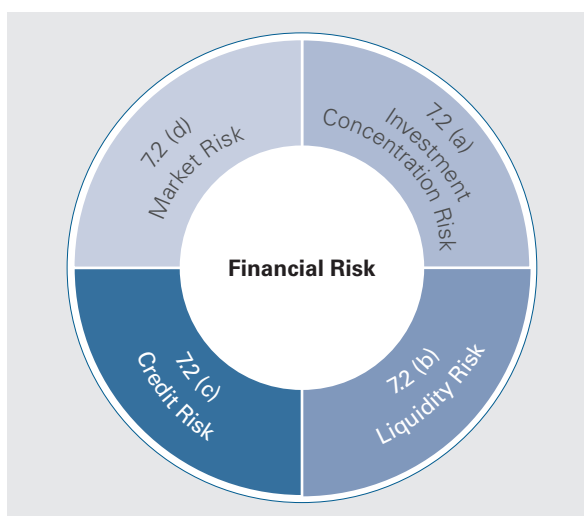 7.2 (a)
Investment
Concentration Risk
7.2 (b)
Liquidity Risk
7.2 (c)
Credit Risk
7.2 (d)
Market Risk
Financial Risk